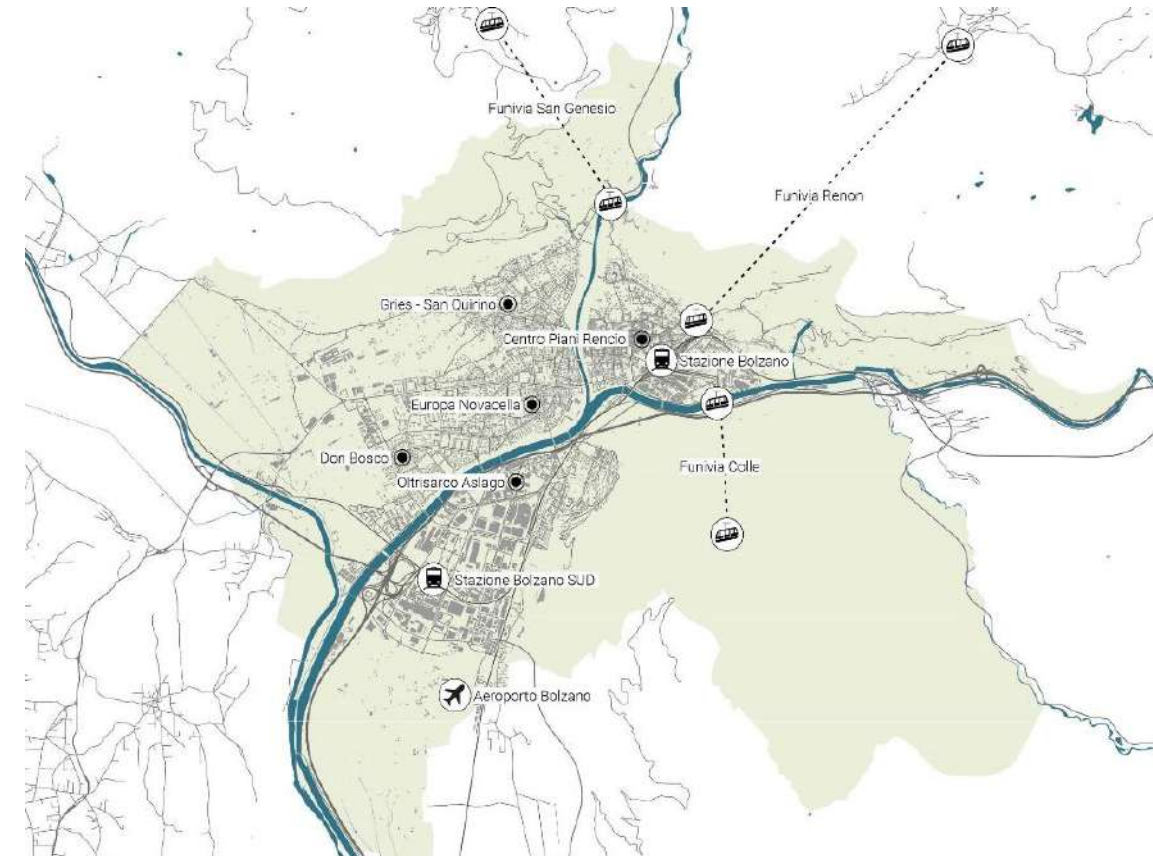 Funivia San Genesio
Funivia Renon
Gries - San Quirino
Centro Piani Rencio
Stazione Bolzano
Europa Novacella
Don Bosco
Funivia Colle
Oltrisarco Aslago
Stazione Bolzano SUD
Aeroporto Bolzano